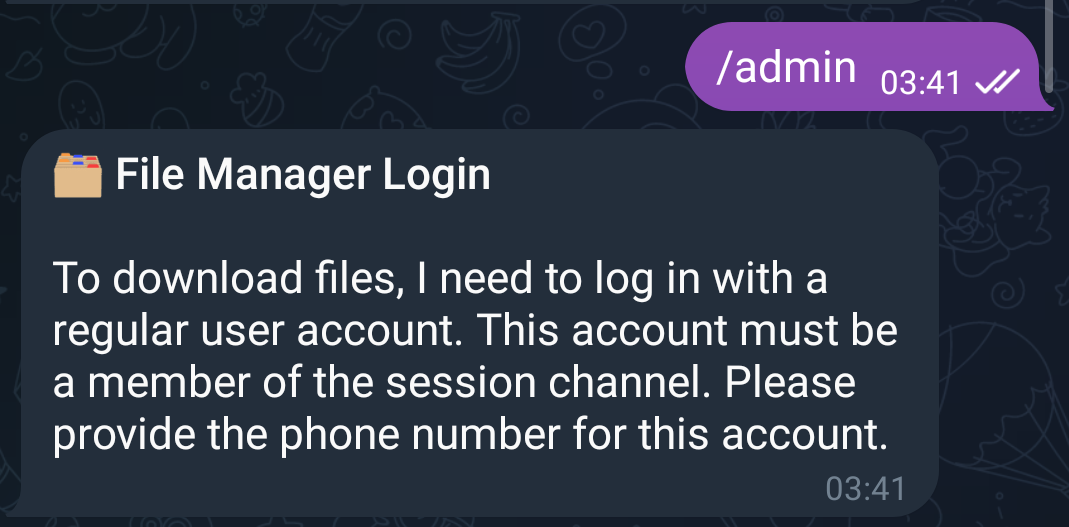 /admin 03:41
🗂️ File Manager Login
To download files, I need to log in with a
regular user account. This account must be
a member of the session channel. Please
provide the phone number for this account.
03:41